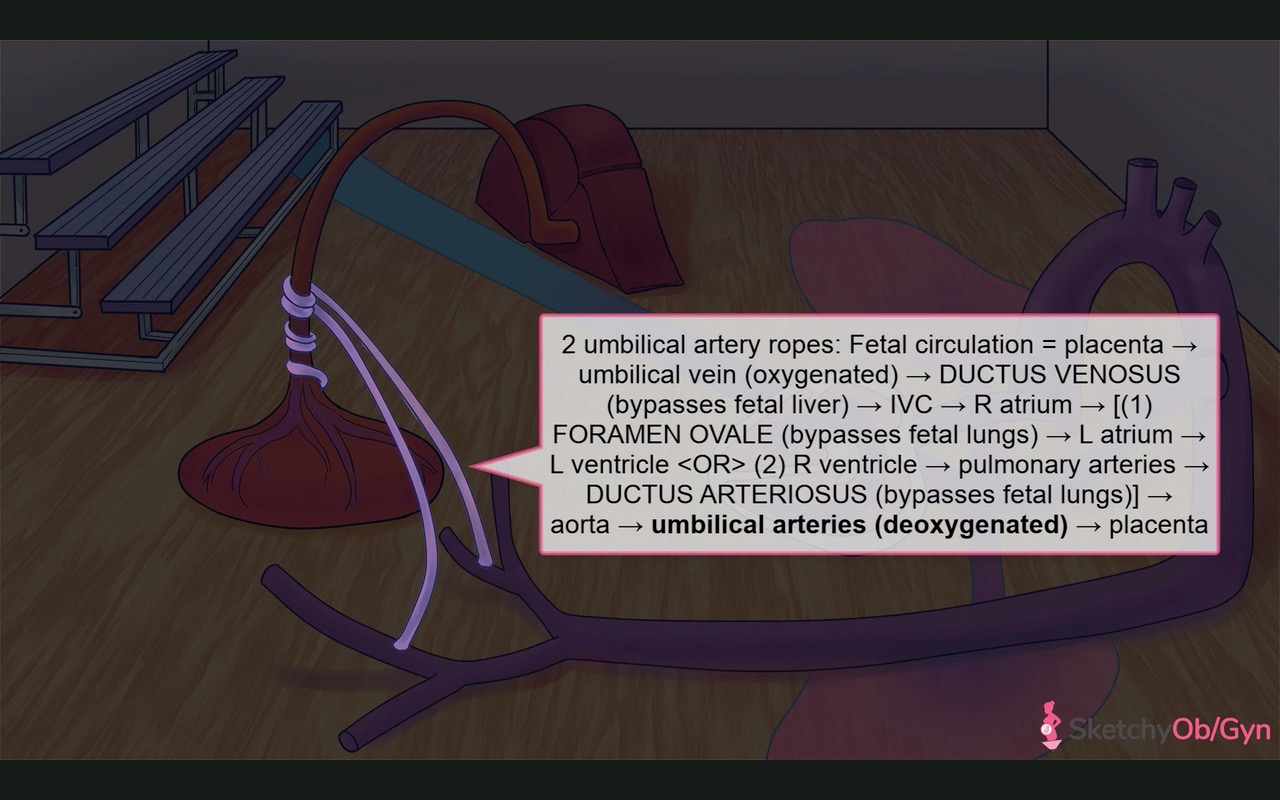 2 umbilical artery ropes: Fetal circulation = placenta →
umbilical vein (oxygenated) → DUCTUS VENOSUS
(bypasses fetal liver) → IVC → R atrium → [(1)
FORAMEN OVALE (bypasses fetal lungs) → L atrium →
L ventricle <OR> (2) R ventricle → pulmonary arteries →
DUCTUS ARTERIOSUS (bypasses fetal lungs)] →
aorta → umbilical arteries (deoxygenated) → placenta
SketchyOb/Gyn